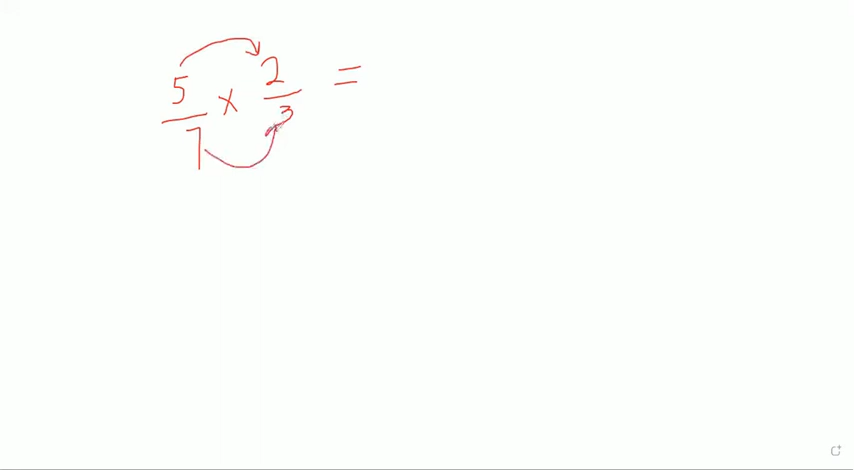 5/7 x 2/3 =